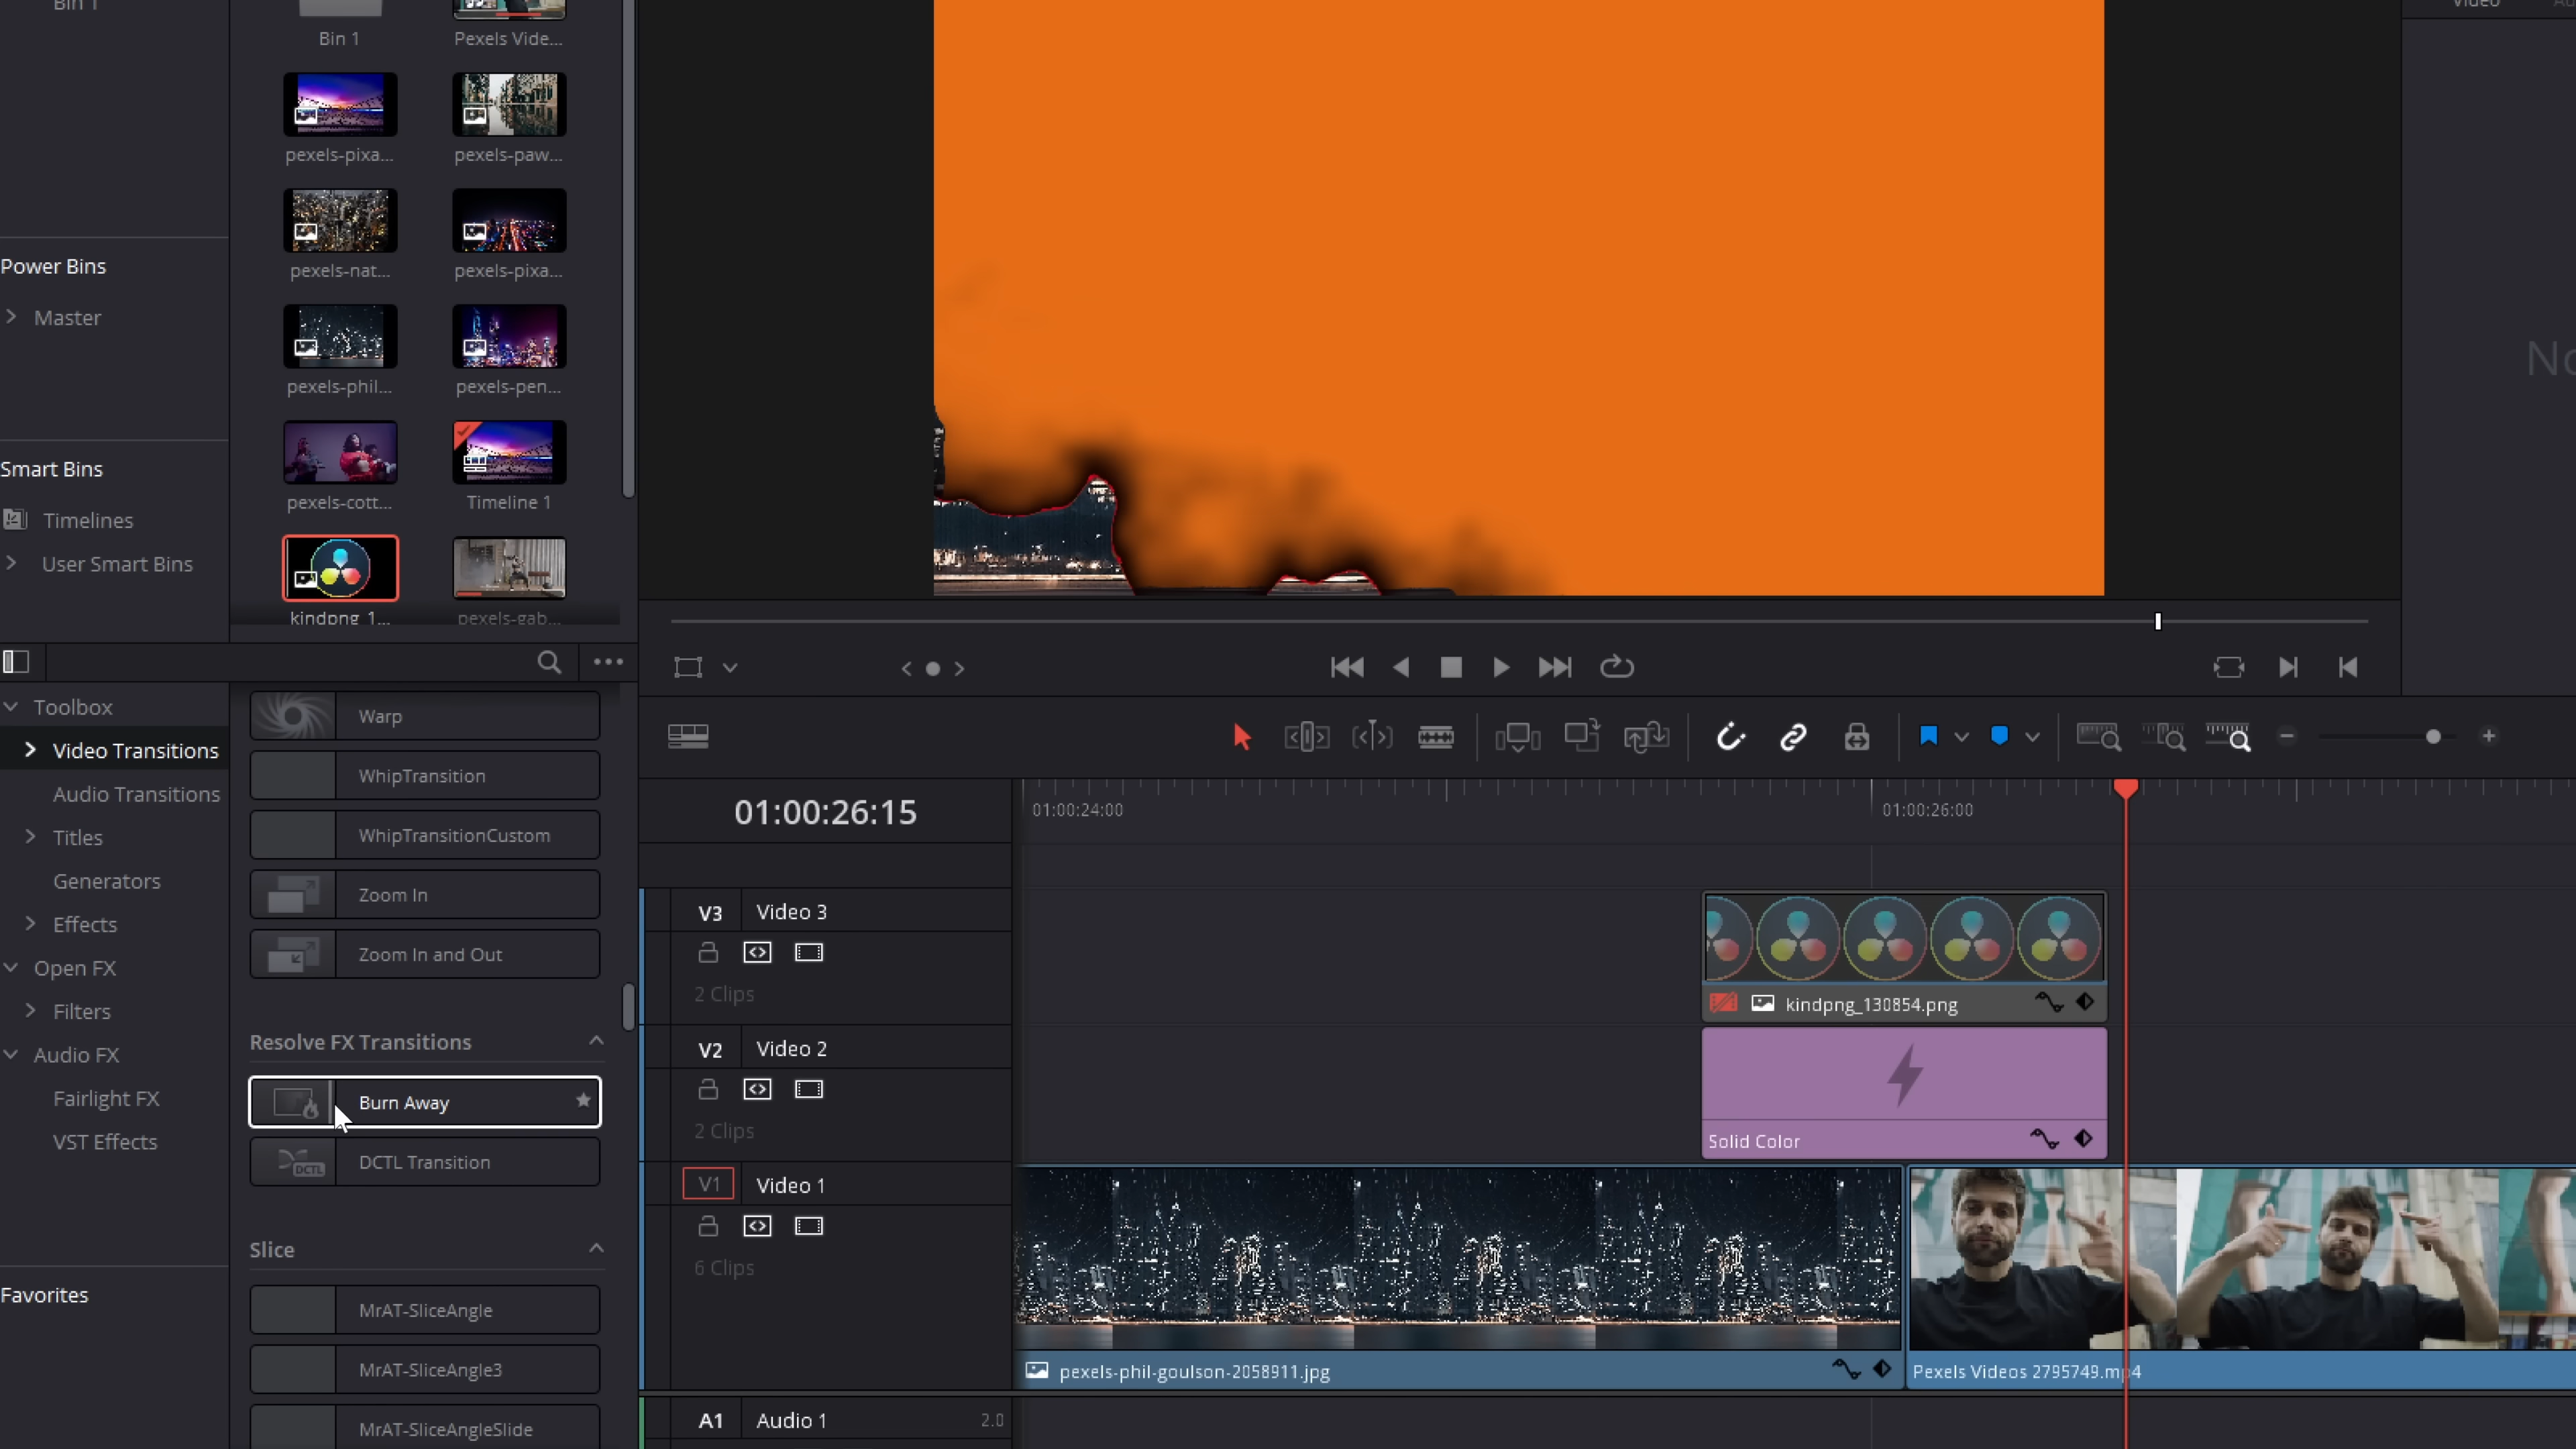 Bin 1
Bin 1
Pexels Vide...
pexels-pixa...
pexels-paw...
pexels-nat...
pexels-pixa...
pexels-phil...
pexels-pen...
pexels-cott...
Timeline 1
kindpng_1...
pexels-gab...
Power Bins
Master
Smart Bins
Timelines
User Smart Bins
Video
No
Toolbox
Video Transitions
Audio Transitions
Titles
Generators
Effects
Open FX
Filters
Audio FX
Fairlight FX
VST Effects
Favorites
Warp
WhipTransition
WhipTransitionCustom
Zoom In
Zoom In and Out
Resolve FX Transitions
Burn Away
DCTL
DCTL Transition
Slice
MrAT-SliceAngle
MrAT-SliceAngle3
MrAT-SliceAngleSlide
01:00:26:15
01:00:24:00
01:00:26:00
V3 Video 3
2 Clips
kindpng_130854.png
V2 Video 2
2 Clips
Solid Color
V1 Video 1
6 Clips
pexels-phil-goulson-2058911.jpg
Pexels Videos 2795749.mp4
A1 Audio 1 2.0